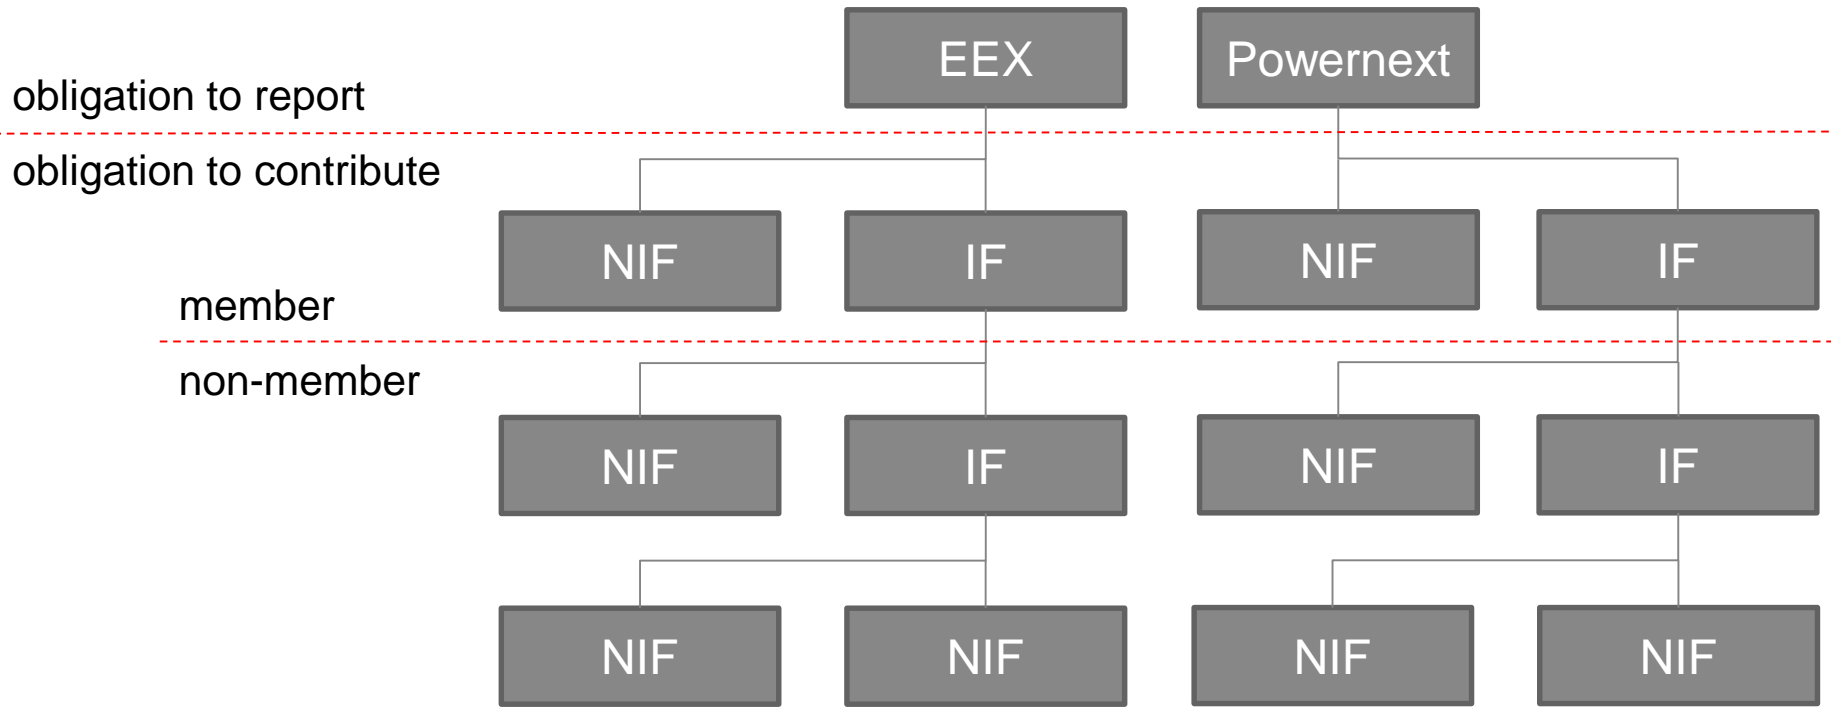 EEX
Powernext
obligation to report
obligation to contribute
NIF
IF
NIF
IF
member
non-member
NIF
IF
NIF
IF
NIF
NIF
NIF
NIF